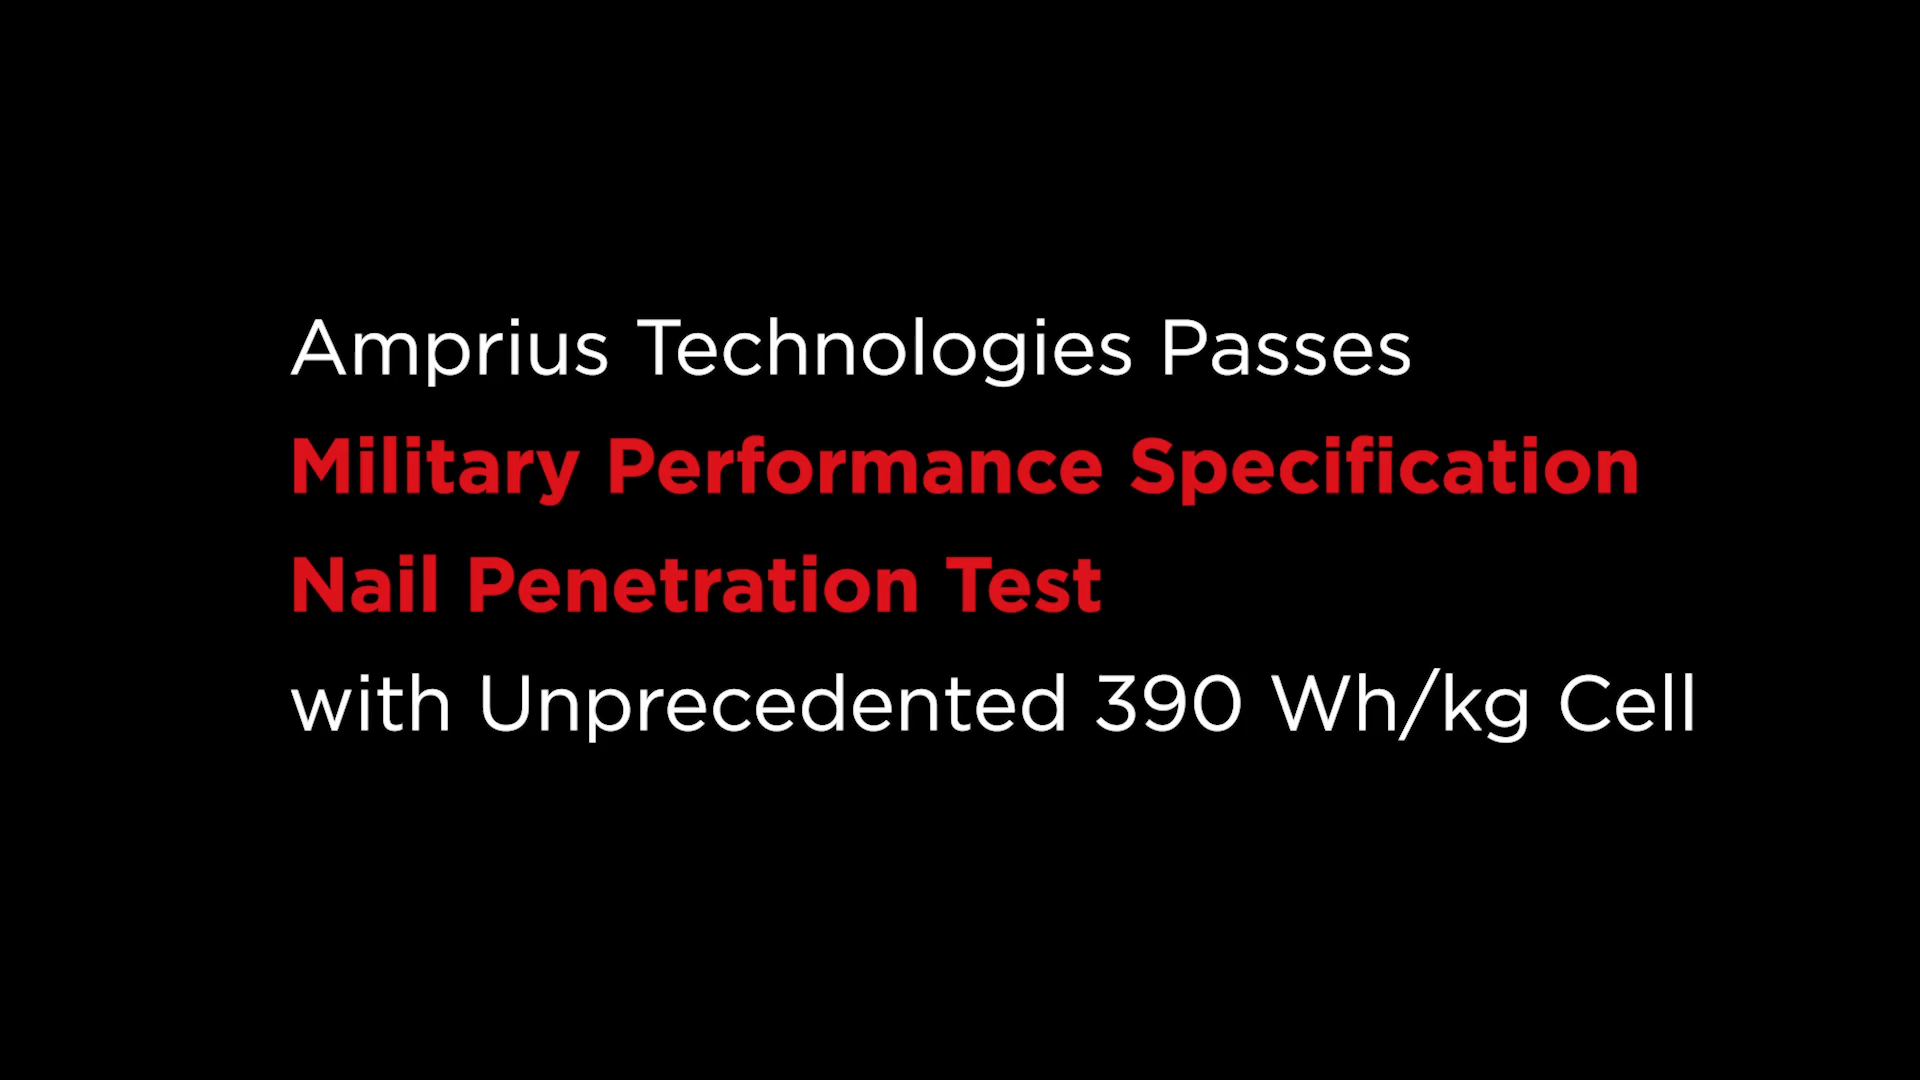 Amprius Technologies Passes
Military Performance Specification
Nail Penetration Test
with Unprecedented 390 Wh/kg Cell